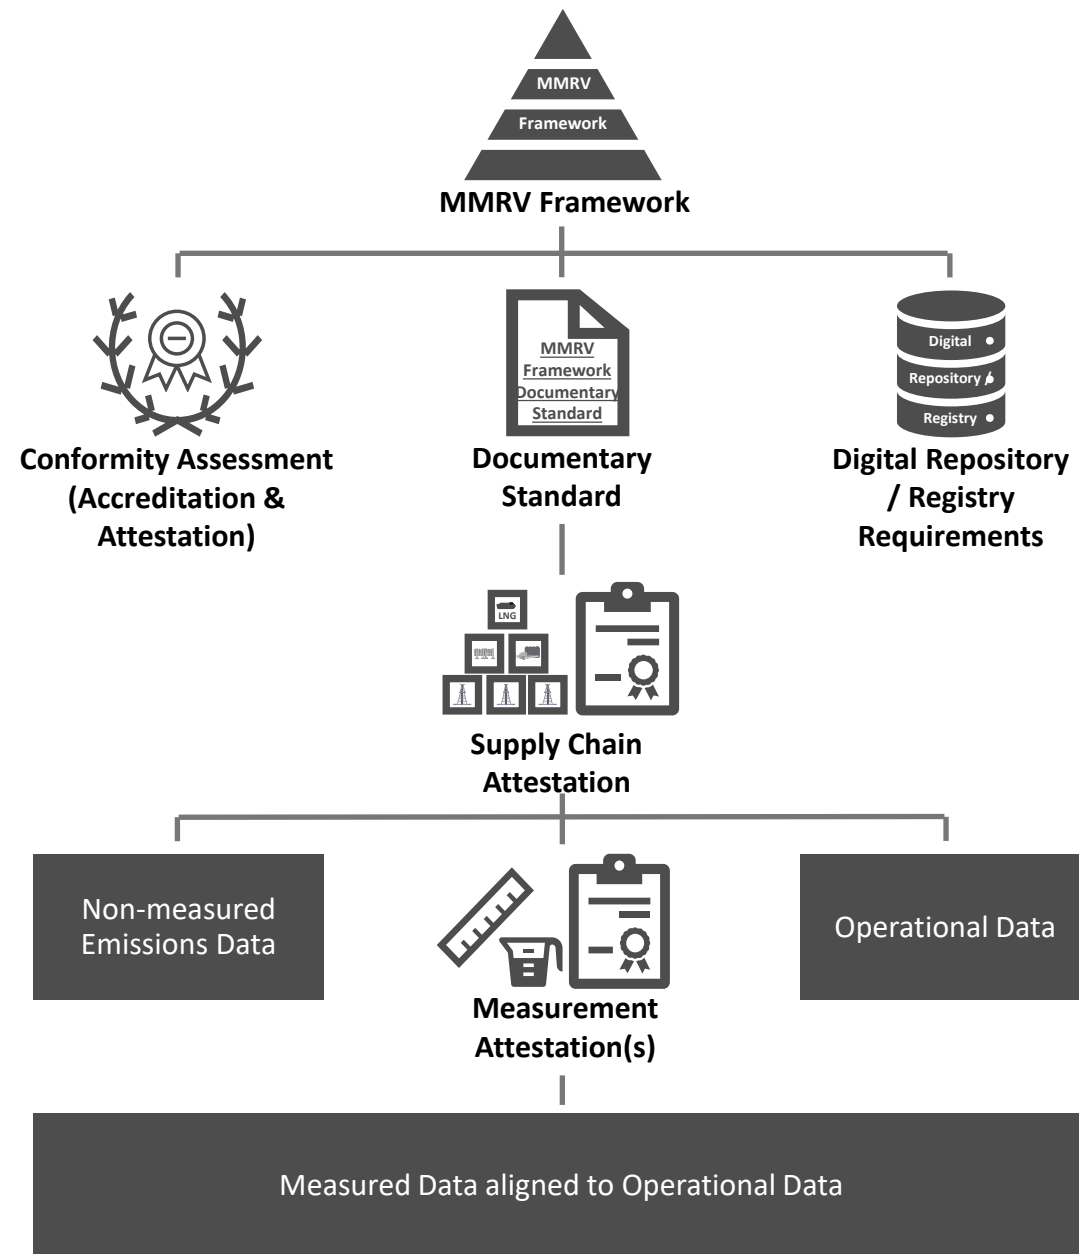 MMRV
Framework
MMRV Framework
MMRV
Framework
Documentary
Standard
Digital
Repository /
Registry
Conformity Assessment
(Accreditation &
Attestation)
Documentary
Standard
Digital Repository
/ Registry
Requirements
LNG
Supply Chain
Attestation
Non-measured
Emissions Data
Operational Data
Measurement
Attestation(s)
Measured Data aligned to Operational Data